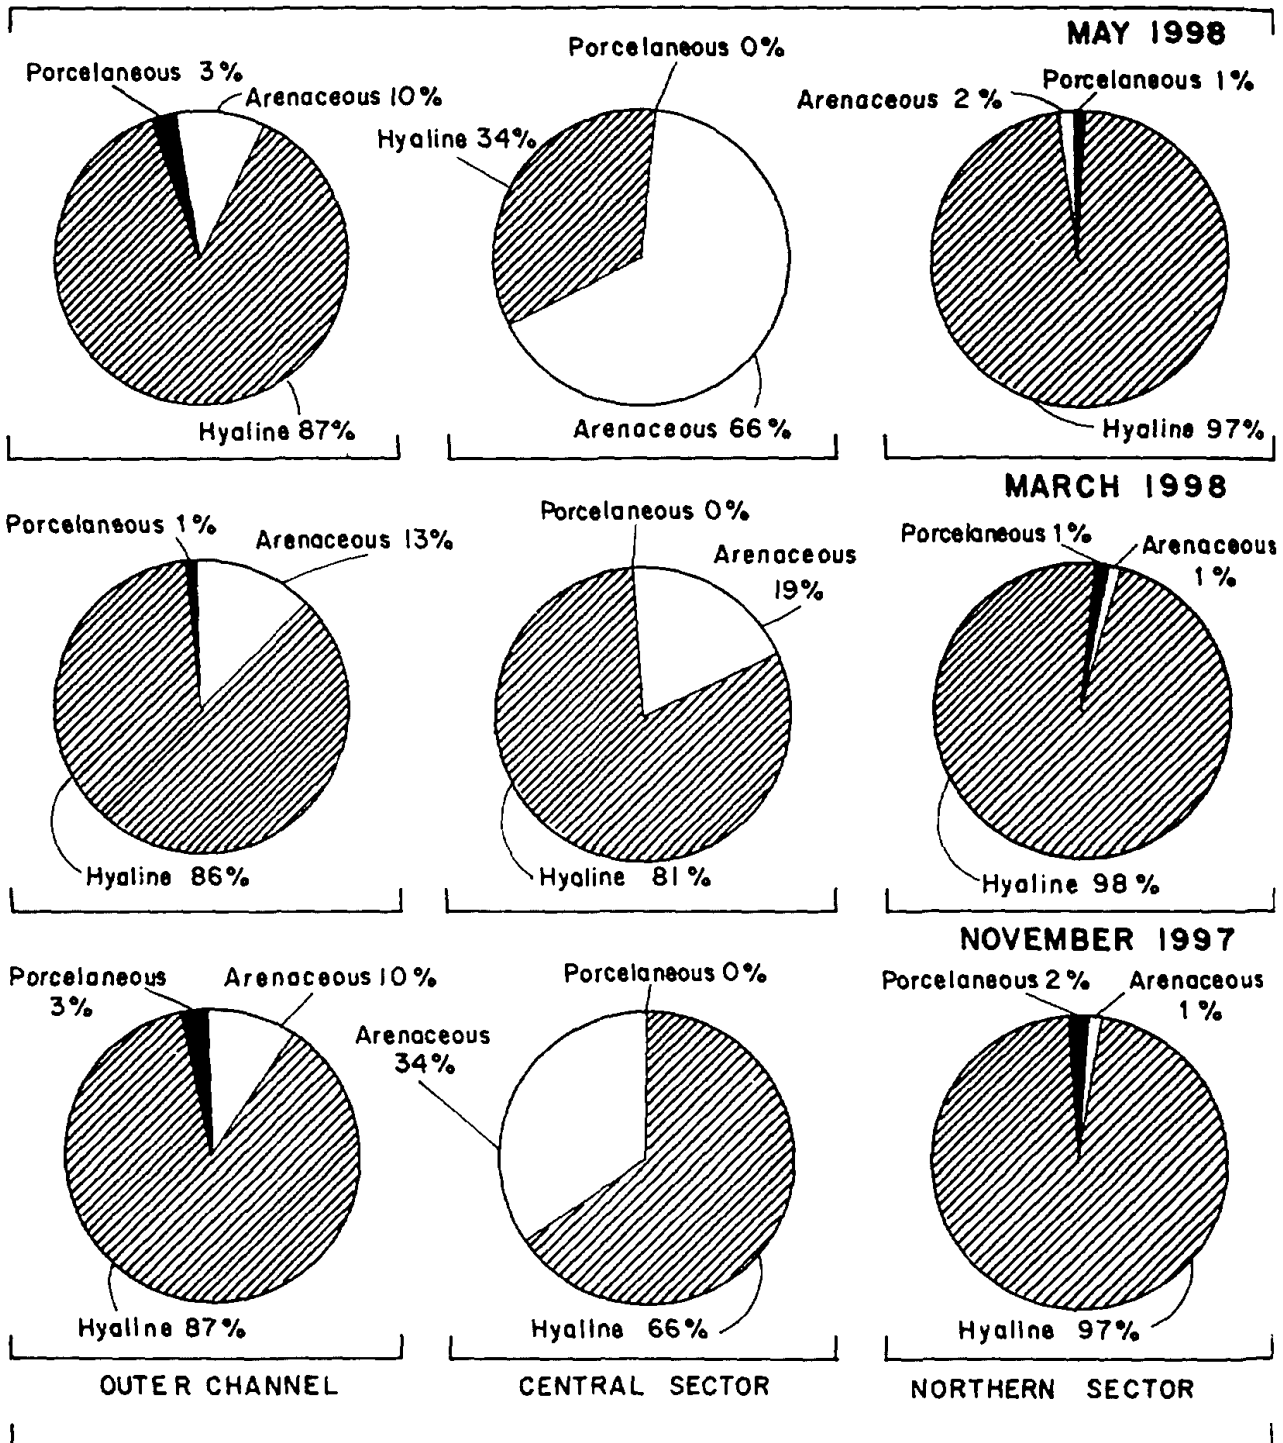 MAY 1998
Porcelaneous 3%
Arenaceous 10%
Hyaline 87%
Porcelaneous 0%
Hyaline 34%
Arenaceous 66%
Arenaceous 2%
Porcelaneous 1%
Hyaline 97%
MARCH 1998
Porcelansous 1%
Arenaceous 13%
Hyaline 86%
Porcelaneous 0%
Arenaceous
19%
Hyaline 81%
Porcelaneous 1%
Arenaceous
1%
Hyaline 98%
NOVEMBER 1997
Porcelaneous
3%
Arenaceous 10%
Hyaline 87%
Porcelaneous 0%
Arenaceous
34%
Hyaline 66%
Porcelaneous 2%
Arenaceous
1%
Hyaline 97%
OUTER CHANNEL
CENTRAL SECTOR
NORTHERN SECTOR